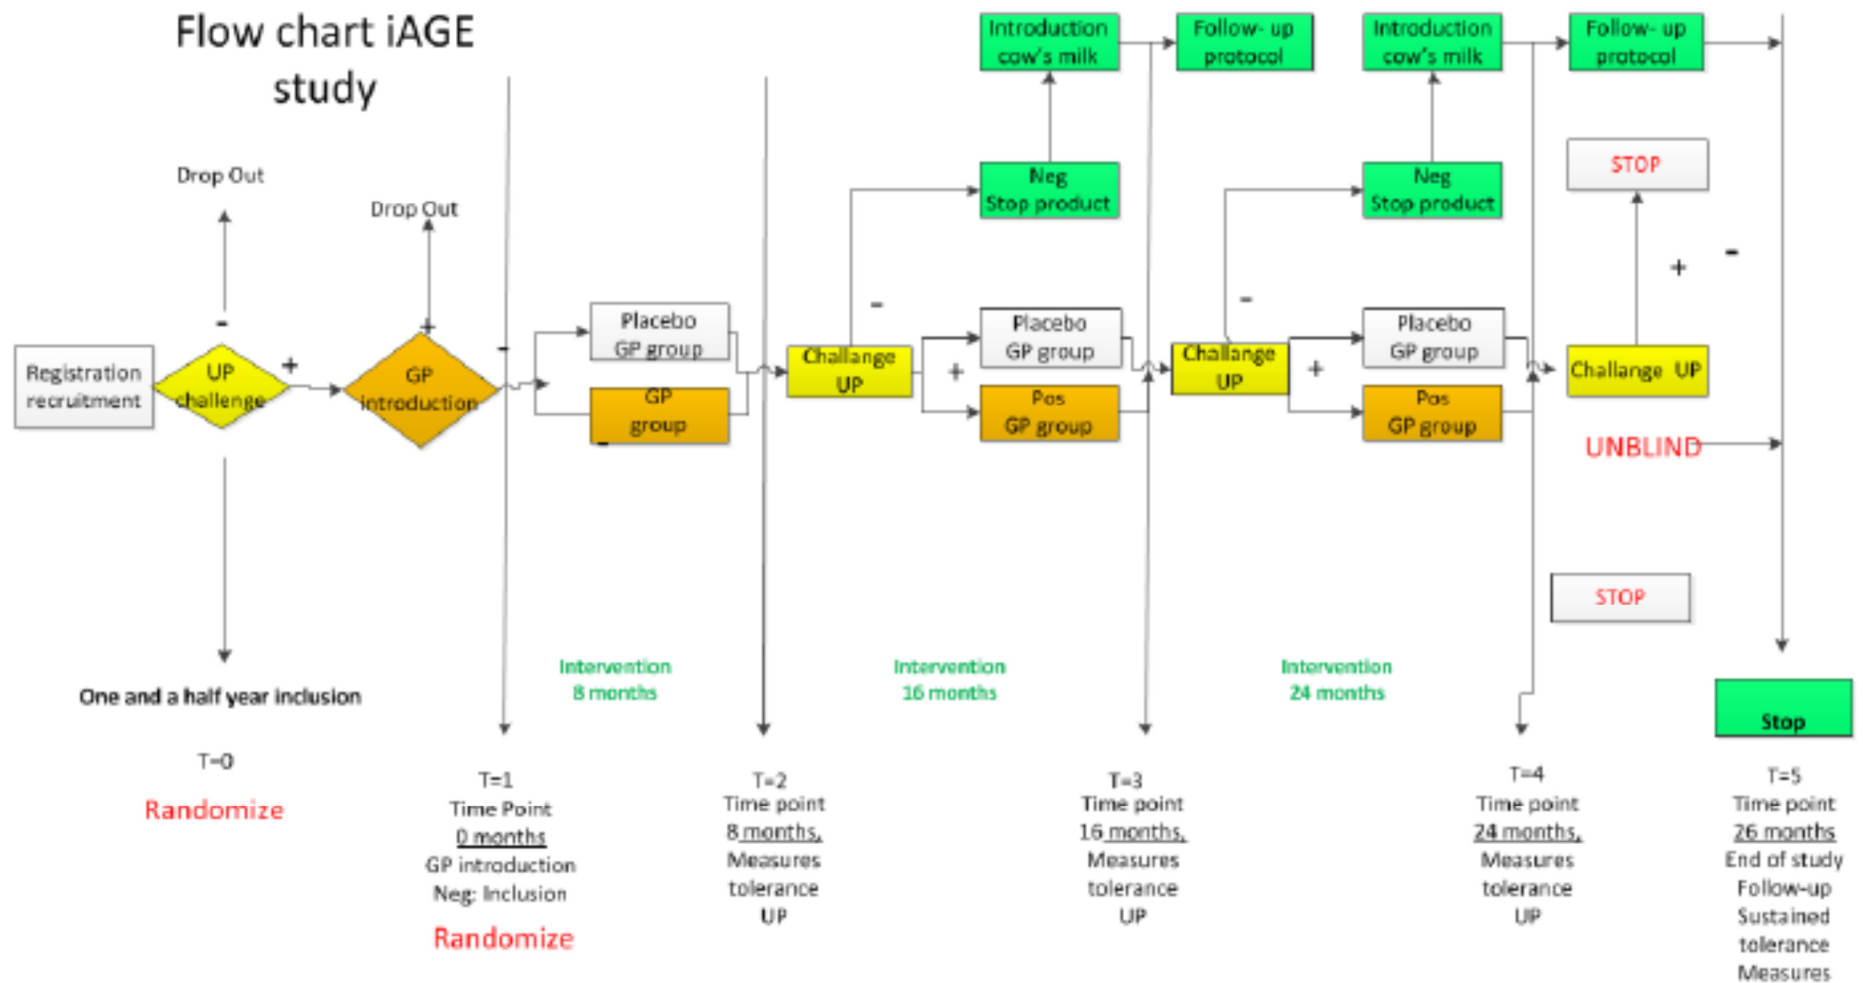 Flow chart iAGE
study
Drop Out
Drop Out
Registration
recruitment
-
UP
challenge
+
+
GP
introduction
-
Placebo
GP group
GP
group
-
Challange
UP
-
+
Introduction
cow's milk
Follow- up
protocol
Neg
Stop product
Placebo
GP group
Pos
GP group
Challange
UP
-
+
Introduction
cow's milk
Follow- up
protocol
Neg
Stop product
Placebo
GP group
Pos
GP group
STOP
+
-
Challange UP
UNBLIND
STOP
One and a half year inclusion
Intervention
8 months
Intervention
16 months
Intervention
24 months
Stop
T=0
Randomize
T=1
Time Point
0 months
GP introduction
Neg: Inclusion
Randomize
T=2
Time point
8 months,
Measures
tolerance
UP
T=3
Time point
16 months,
Measures
tolerance
UP
T=4
Time point
24 months,
Measures
tolerance
UP
T=5
Time point
26 months
End of study
Follow-up
Sustained
tolerance
Measures